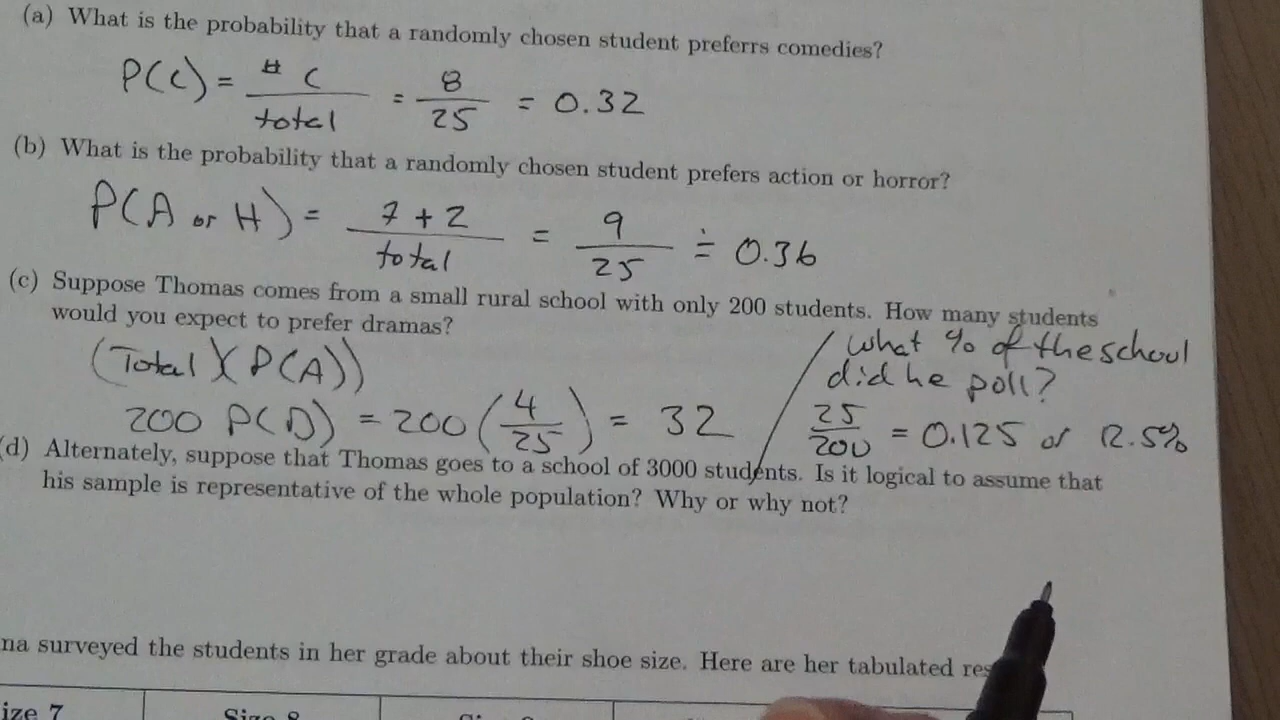 (a) What is the probability that a randomly chosen student preferrs comedies?
P(C) = # C / total = 8/25 = 0.32
(b) What is the probability that a randomly chosen student prefers action or horror?
P(A or H) = 7+2 / total = 9/25 ≐ 0.36
(c) Suppose Thomas comes from a small rural school with only 200 students. How many students
would you expect to prefer dramas?
(Total)(P(A))
200 P(D) = 200 (4/25) = 32
what % of the school
did he poll?
25/200 = 0.125 or 12.5%
(d) Alternately, suppose that Thomas goes to a school of 3000 students. Is it logical to assume that
his sample is representative of the whole population? Why or why not?
na surveyed the students in her grade about their shoe size. Here are her tabulated res
ize 7 Size 8